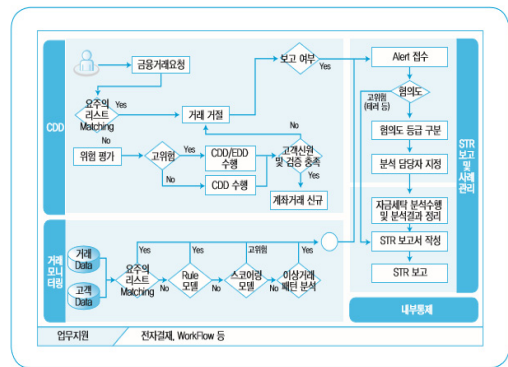 CDD
금융거래요청
요주의
리스트
Matching
Yes
No
거래 거절
보고 여부
Yes
No
위험 평가
고위험
Yes
No
CDD/EDD
수행
CDD 수행
고객신원
및 검증 충족
Yes
계좌거래 신규
Alert 접수
혐의도
고위험
(테러 등)
혐의도 등급 구분
분석 담당자 지정
자금세탁 분석수행
및 분석결과 정리
STR 보고서 작성
STR 보고
STR
보고 및 사례
관리
내부통제
거래
모니
터링
거래
Data
고객
Data
요주의
리스트
Matching
Yes
No
Rule
모델
Yes
No
스코어링
모델
고위험
No
이상거래
패턴 분석
Yes
업무지원
전자결재, WorkFlow 등